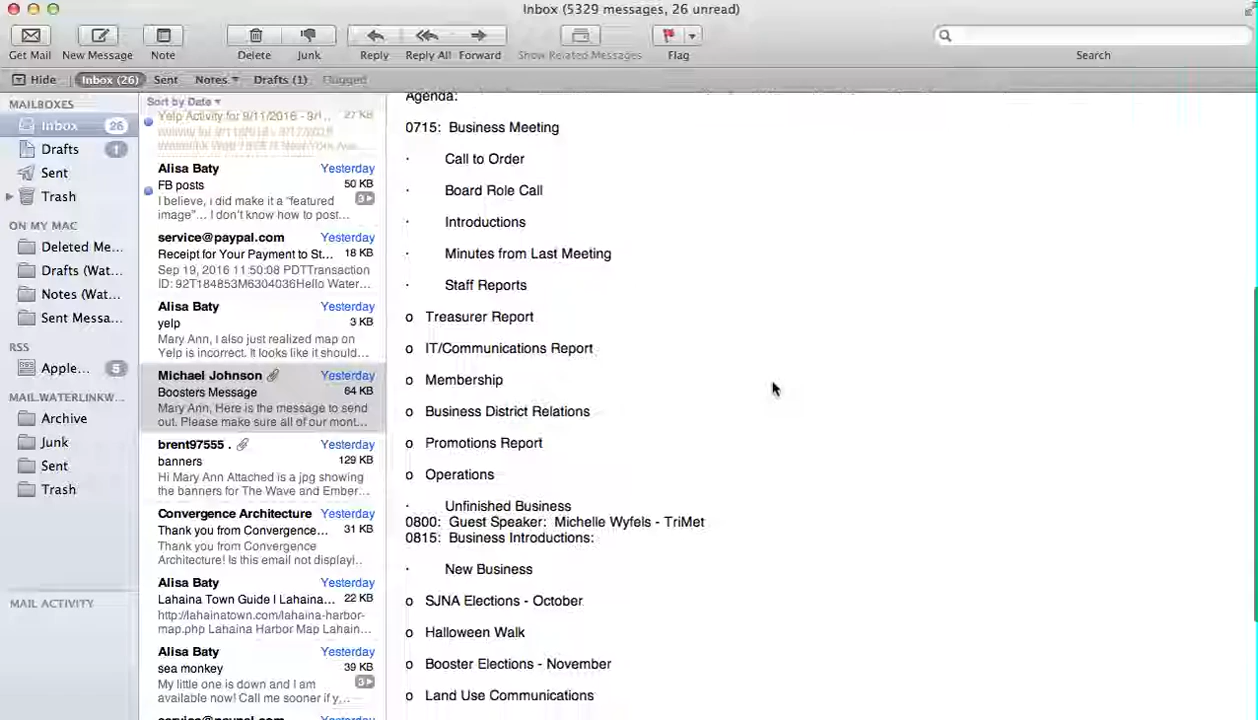 Inbox (5329 messages, 26 unread)
Get Mail New Message Note Delete Junk Reply Reply All Forward Show Related Messages Flag Search
Hide Inbox (26) Sent Notes Drafts (1) Flagged
MAILBOXES
Inbox 26
Drafts 1
Sent
Trash
ON MY MAC
Deleted Me...
Drafts (Wat...
Notes (Wat...
Sent Messa...
RSS
Apple... 5
MAIL.WATERLINKW...
Archive
Junk
Sent
Trash
MAIL ACTIVITY
Sort by Date
Yelp Activity for 9/11/2016 - 9/1... 27 KB
Alisa Baty Yesterday
FB posts 50 KB
I believe, i did make it a "featured 3
image"... I don't know how to post...
service@paypal.com Yesterday
Receipt for Your Payment to St... 18 KB
Sep 19, 2016 11:50:08 PDTTransaction
ID: 92T184853M6304036Hello Water...
Alisa Baty Yesterday
yelp 3 KB
Mary Ann, I also just realized map on
Yelp is incorrect. It looks like it should...
Michael Johnson Yesterday
Boosters Message 64 KB
Mary Ann, Here is the message to send
out. Please make sure all of our mont...
brent97555 . Yesterday
banners 129 KB
Hi Mary Ann Attached is a jpg showing
the banners for The Wave and Ember...
Convergence Architecture Yesterday
Thank you from Convergence... 31 KB
Thank you from Convergence
Architecture! Is this email not displayi...
Alisa Baty Yesterday
Lahaina Town Guide | Lahaina... 22 KB
http://lahainatown.com/lahaina-harbor-
map.php Lahaina Harbor Map Lahain...
Alisa Baty Yesterday
sea monkey 39 KB
My little one is down and I am 3
available now! Call me sooner if y...
service@paypal.com Yesterday
Agenda:
0715: Business Meeting
· Call to Order
· Board Role Call
· Introductions
· Minutes from Last Meeting
· Staff Reports
o Treasurer Report
o IT/Communications Report
o Membership
o Business District Relations
o Promotions Report
o Operations
· Unfinished Business
0800: Guest Speaker: Michelle Wyfels - TriMet
0815: Business Introductions:
· New Business
o SJNA Elections - October
o Halloween Walk
o Booster Elections - November
o Land Use Communications